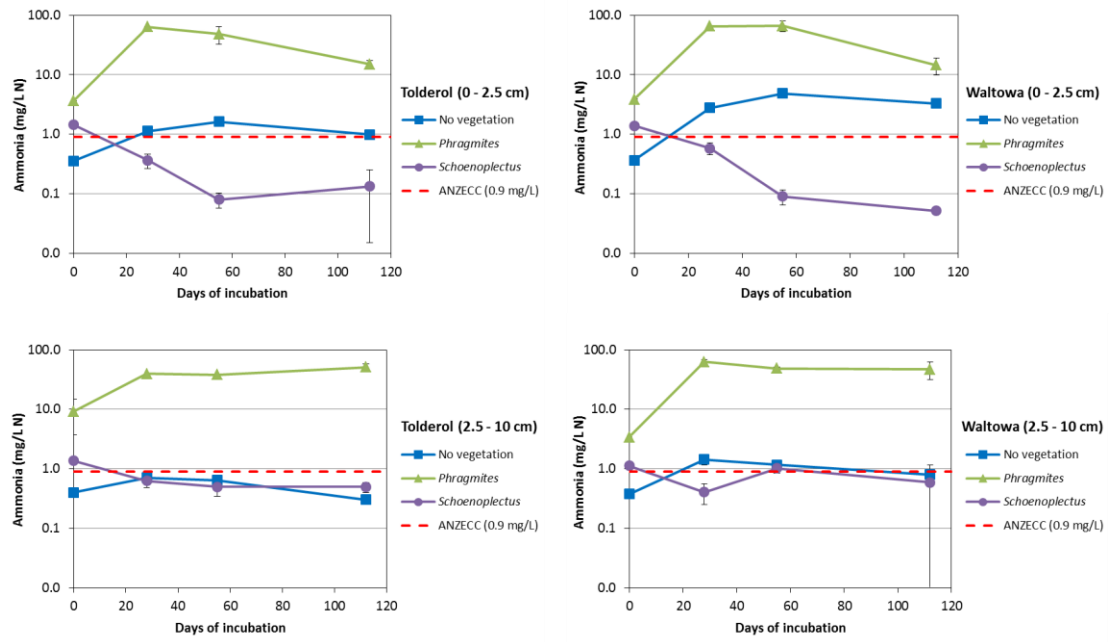 100.0
10.0
1.0
0.1
0.0
Ammonia (mg/L N)
0 20 40 60 80 100 120
Days of incubation
Tolderol (0 - 2.5 cm)
No vegetation
Phragmites
Schoenoplectus
ANZECC (0.9 mg/L)
100.0
10.0
1.0
0.1
0.0
Ammonia (mg/L N)
0 20 40 60 80 100 120
Days of incubation
Waltowa (0 - 2.5 cm)
No vegetation
Phragmites
Schoenoplectus
ANZECC (0.9 mg/L)
100.0
10.0
1.0
0.1
0.0
Ammonia (mg/L N)
0 20 40 60 80 100 120
Days of incubation
Tolderol (2.5 - 10 cm)
No vegetation
Phragmites
Schoenoplectus
ANZECC (0.9 mg/L)
100.0
10.0
1.0
0.1
0.0
Ammonia (mg/L N)
0 20 40 60 80 100 120
Days of incubation
Waltowa (2.5 - 10 cm)
No vegetation
Phragmites
Schoenoplectus
ANZECC (0.9 mg/L)